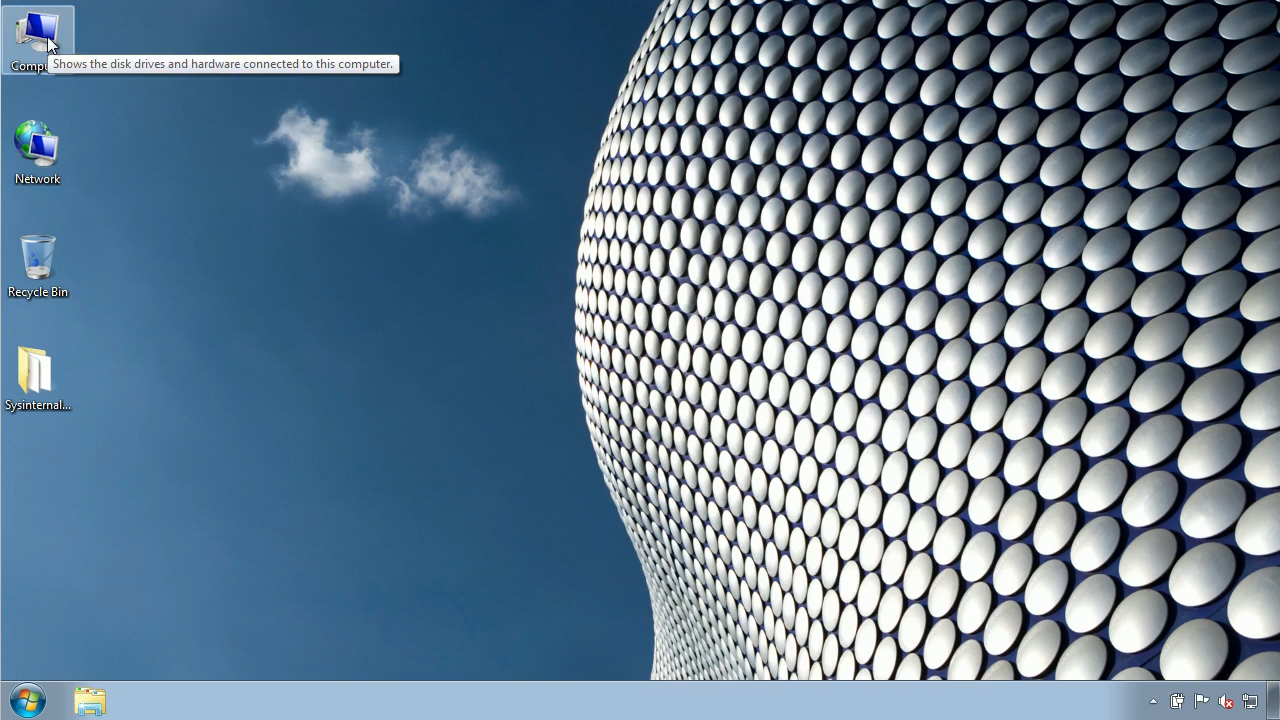 Compu
Shows the disk drives and hardware connected to this computer.
Network
Recycle Bin
Sysinternal...